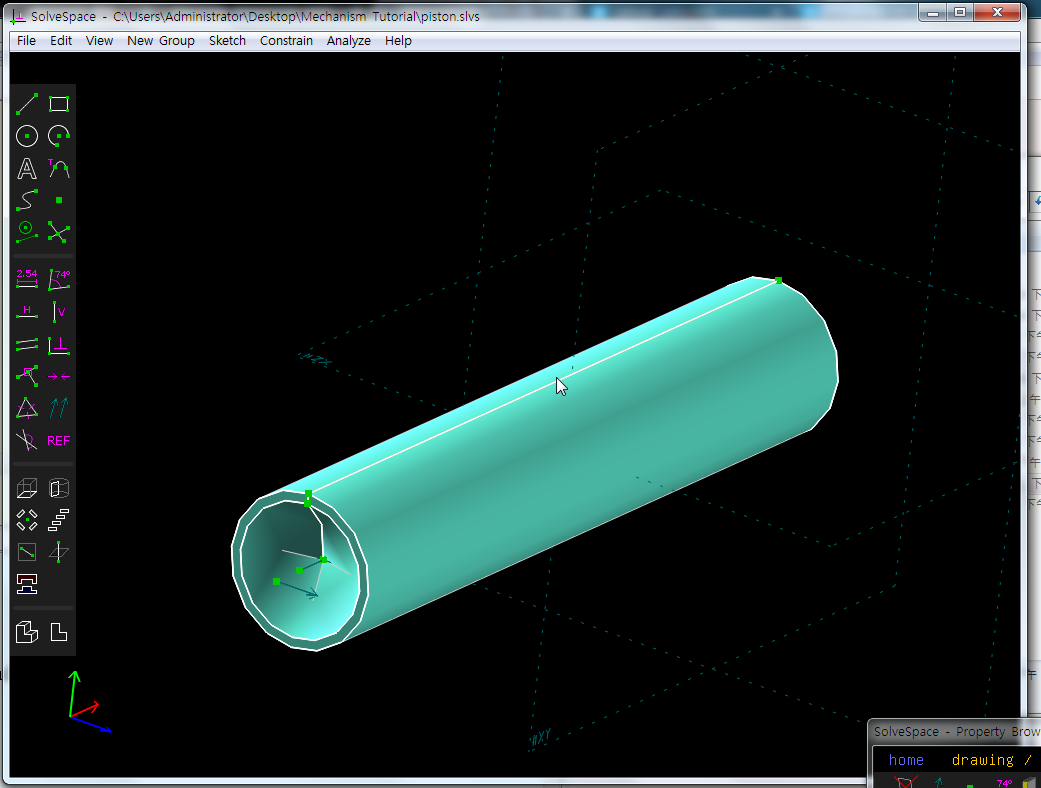 SolveSpace - C:\Users\Administrator\Desktop\Mechanism Tutorial\piston.slvs
File Edit View New Group Sketch Constrain Analyze Help
A T
2.54 74°
H V
REF
#XY
SolveSpace - Property Brow
home drawing /
74°